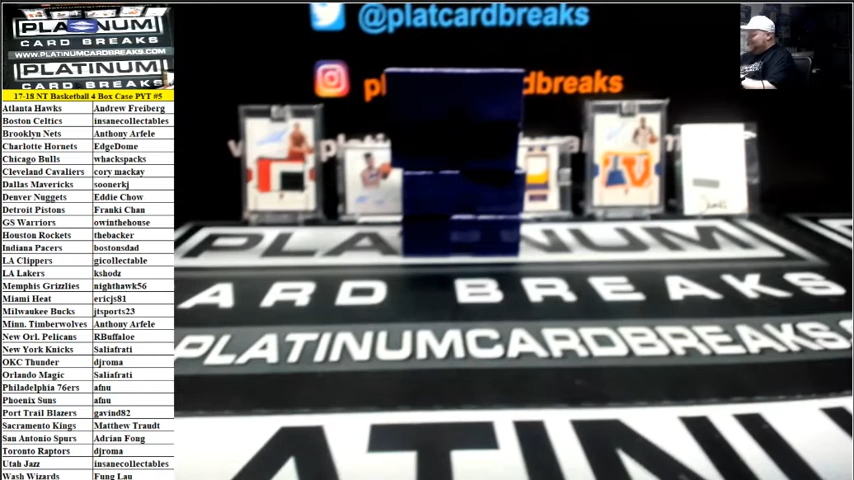 PLATINUM
CARD BREAKS
WWW.PLATINUMCARDBREAKS.COM
PLATINUM
CARD BREAKS
17-18 NT Basketball 4 Box Case PYT #5
Atlanta Hawks Andrew Freiberg
Boston Celtics insanecollectables
Brooklyn Nets Anthony Arfele
Charlotte Hornets EdgeDome
Chicago Bulls whackspacks
Cleveland Cavaliers cory mackay
Dallas Mavericks soonerkj
Denver Nuggets Eddie Chow
Detroit Pistons Franki Chan
GS Warriors owinthehouse
Houston Rockets thebacker
Indiana Pacers bostonsdad
LA Clippers gicollectable
LA Lakers kshodz
Memphis Grizzlies nighthawk56
Miami Heat ericjs81
Milwaukee Bucks jtsports23
Minn. Timberwolves Anthony Arfele
New Orl. Pelicans RBuffaloe
New York Knicks Saliafrati
OKC Thunder djroma
Orlando Magic Saliafrati
Philadelphia 76ers afnu
Phoenix Suns afnu
Port Trail Blazers gavind82
Sacramento Kings Matthew Traudt
San Antonio Spurs Adrian Fong
Toronto Raptors djroma
Utah Jazz insanecollectables
Wash Wizards Fung Lau
@platcardbreaks
pl dbreaks
PLA NUM
ARD BREAKS
PLATINUMCARDBREAKS.
ATINU